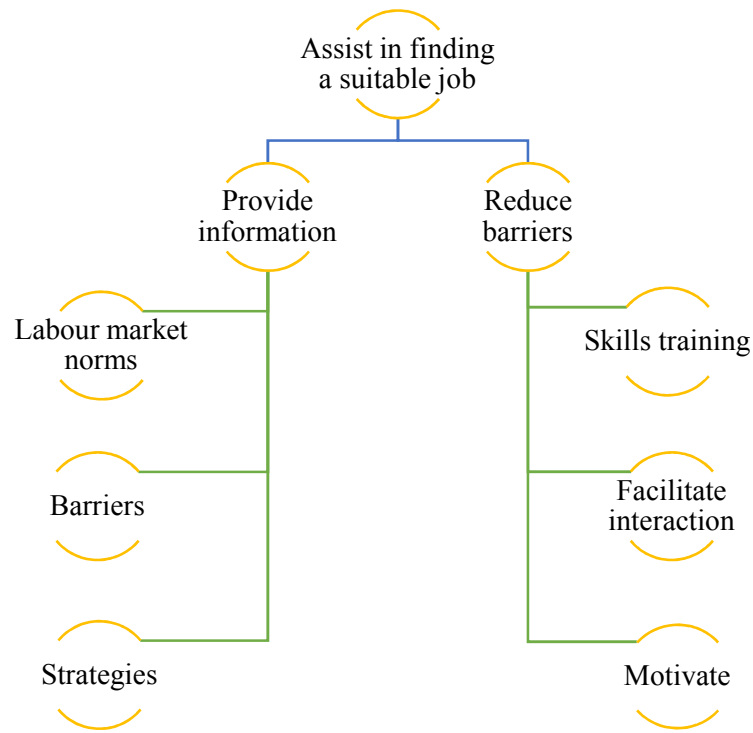 Assist in finding
a suitable job
Provide
information
Reduce
barriers
Labour market
norms
Skills training
Barriers
Facilitate
interaction
Strategies
Motivate